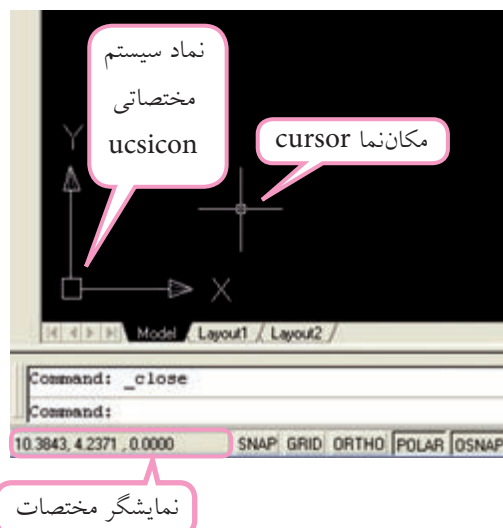 نماد سیستم
مختصاتی
ucsicon
مکان‌نما cursor
Y
X
Model / Layout1 / Layout2 /
Command: _close
Command:
10.3843, 4.2371 , 0.0000 SNAP GRID ORTHO POLAR OSNAP
نمایشگر مختصات